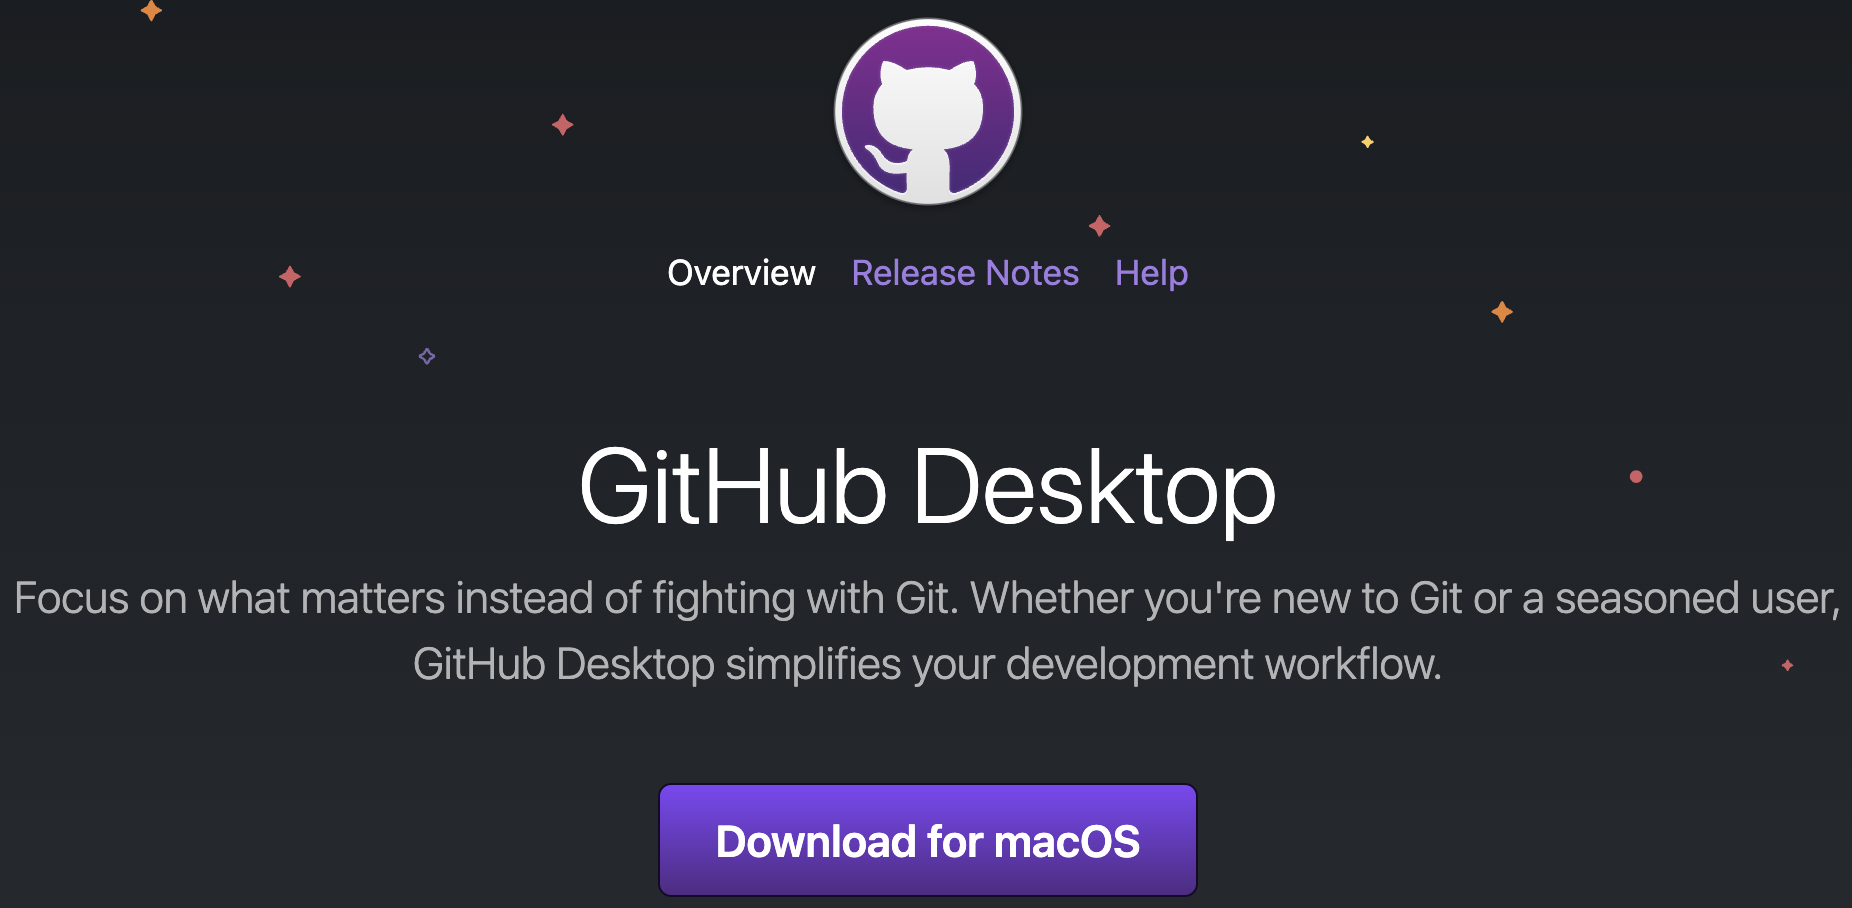 Overview Release Notes Help
GitHub Desktop
Focus on what matters instead of fighting with Git. Whether you're new to Git or a seasoned user,
GitHub Desktop simplifies your development workflow.
Download for macOS